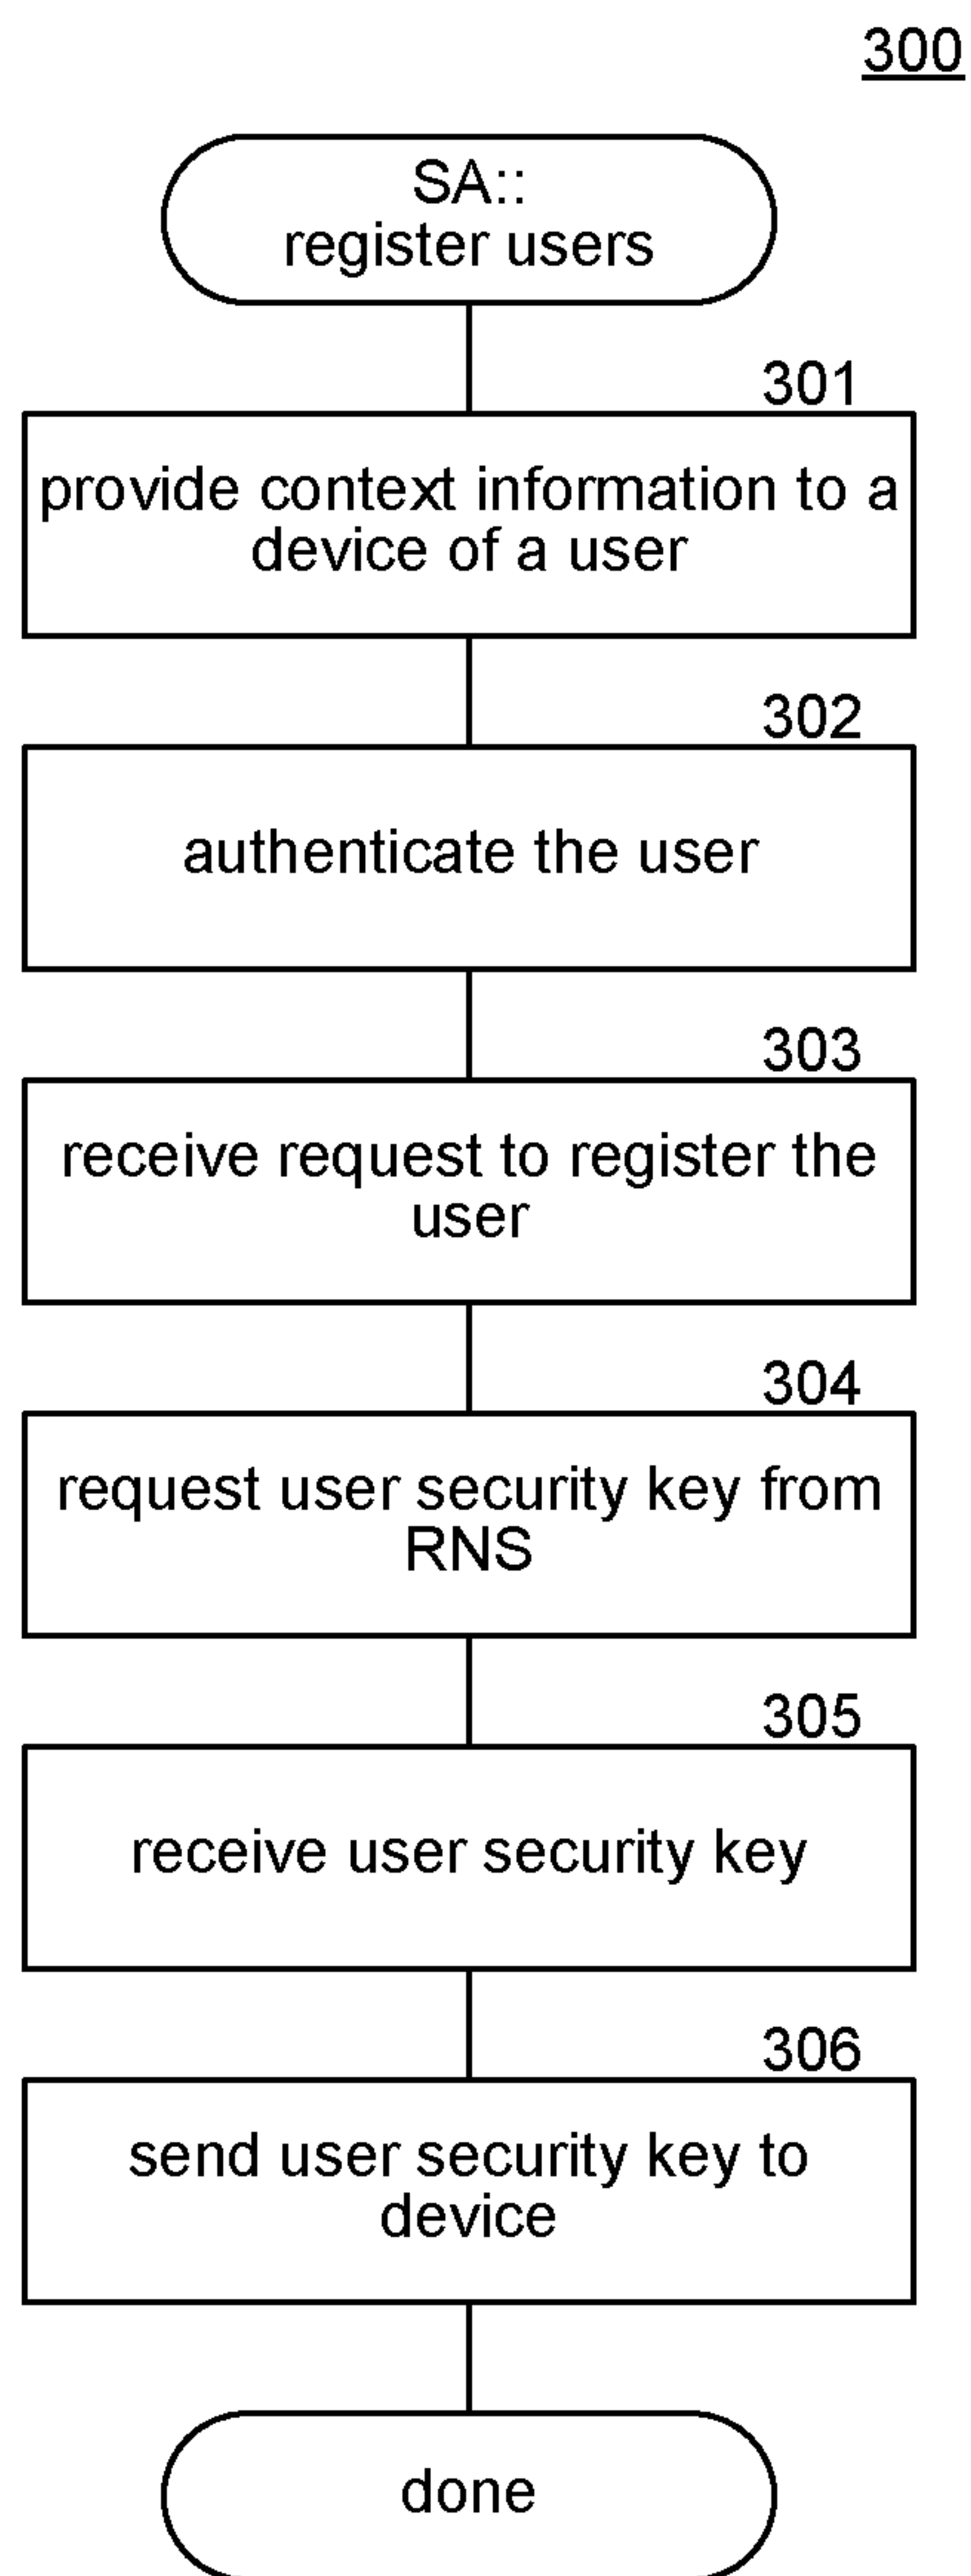 300
SA::
register users
301
provide context information to a
device of a user
302
authenticate the user
303
receive request to register the
user
304
request user security key from
RNS
305
receive user security key
306
send user security key to
device
done